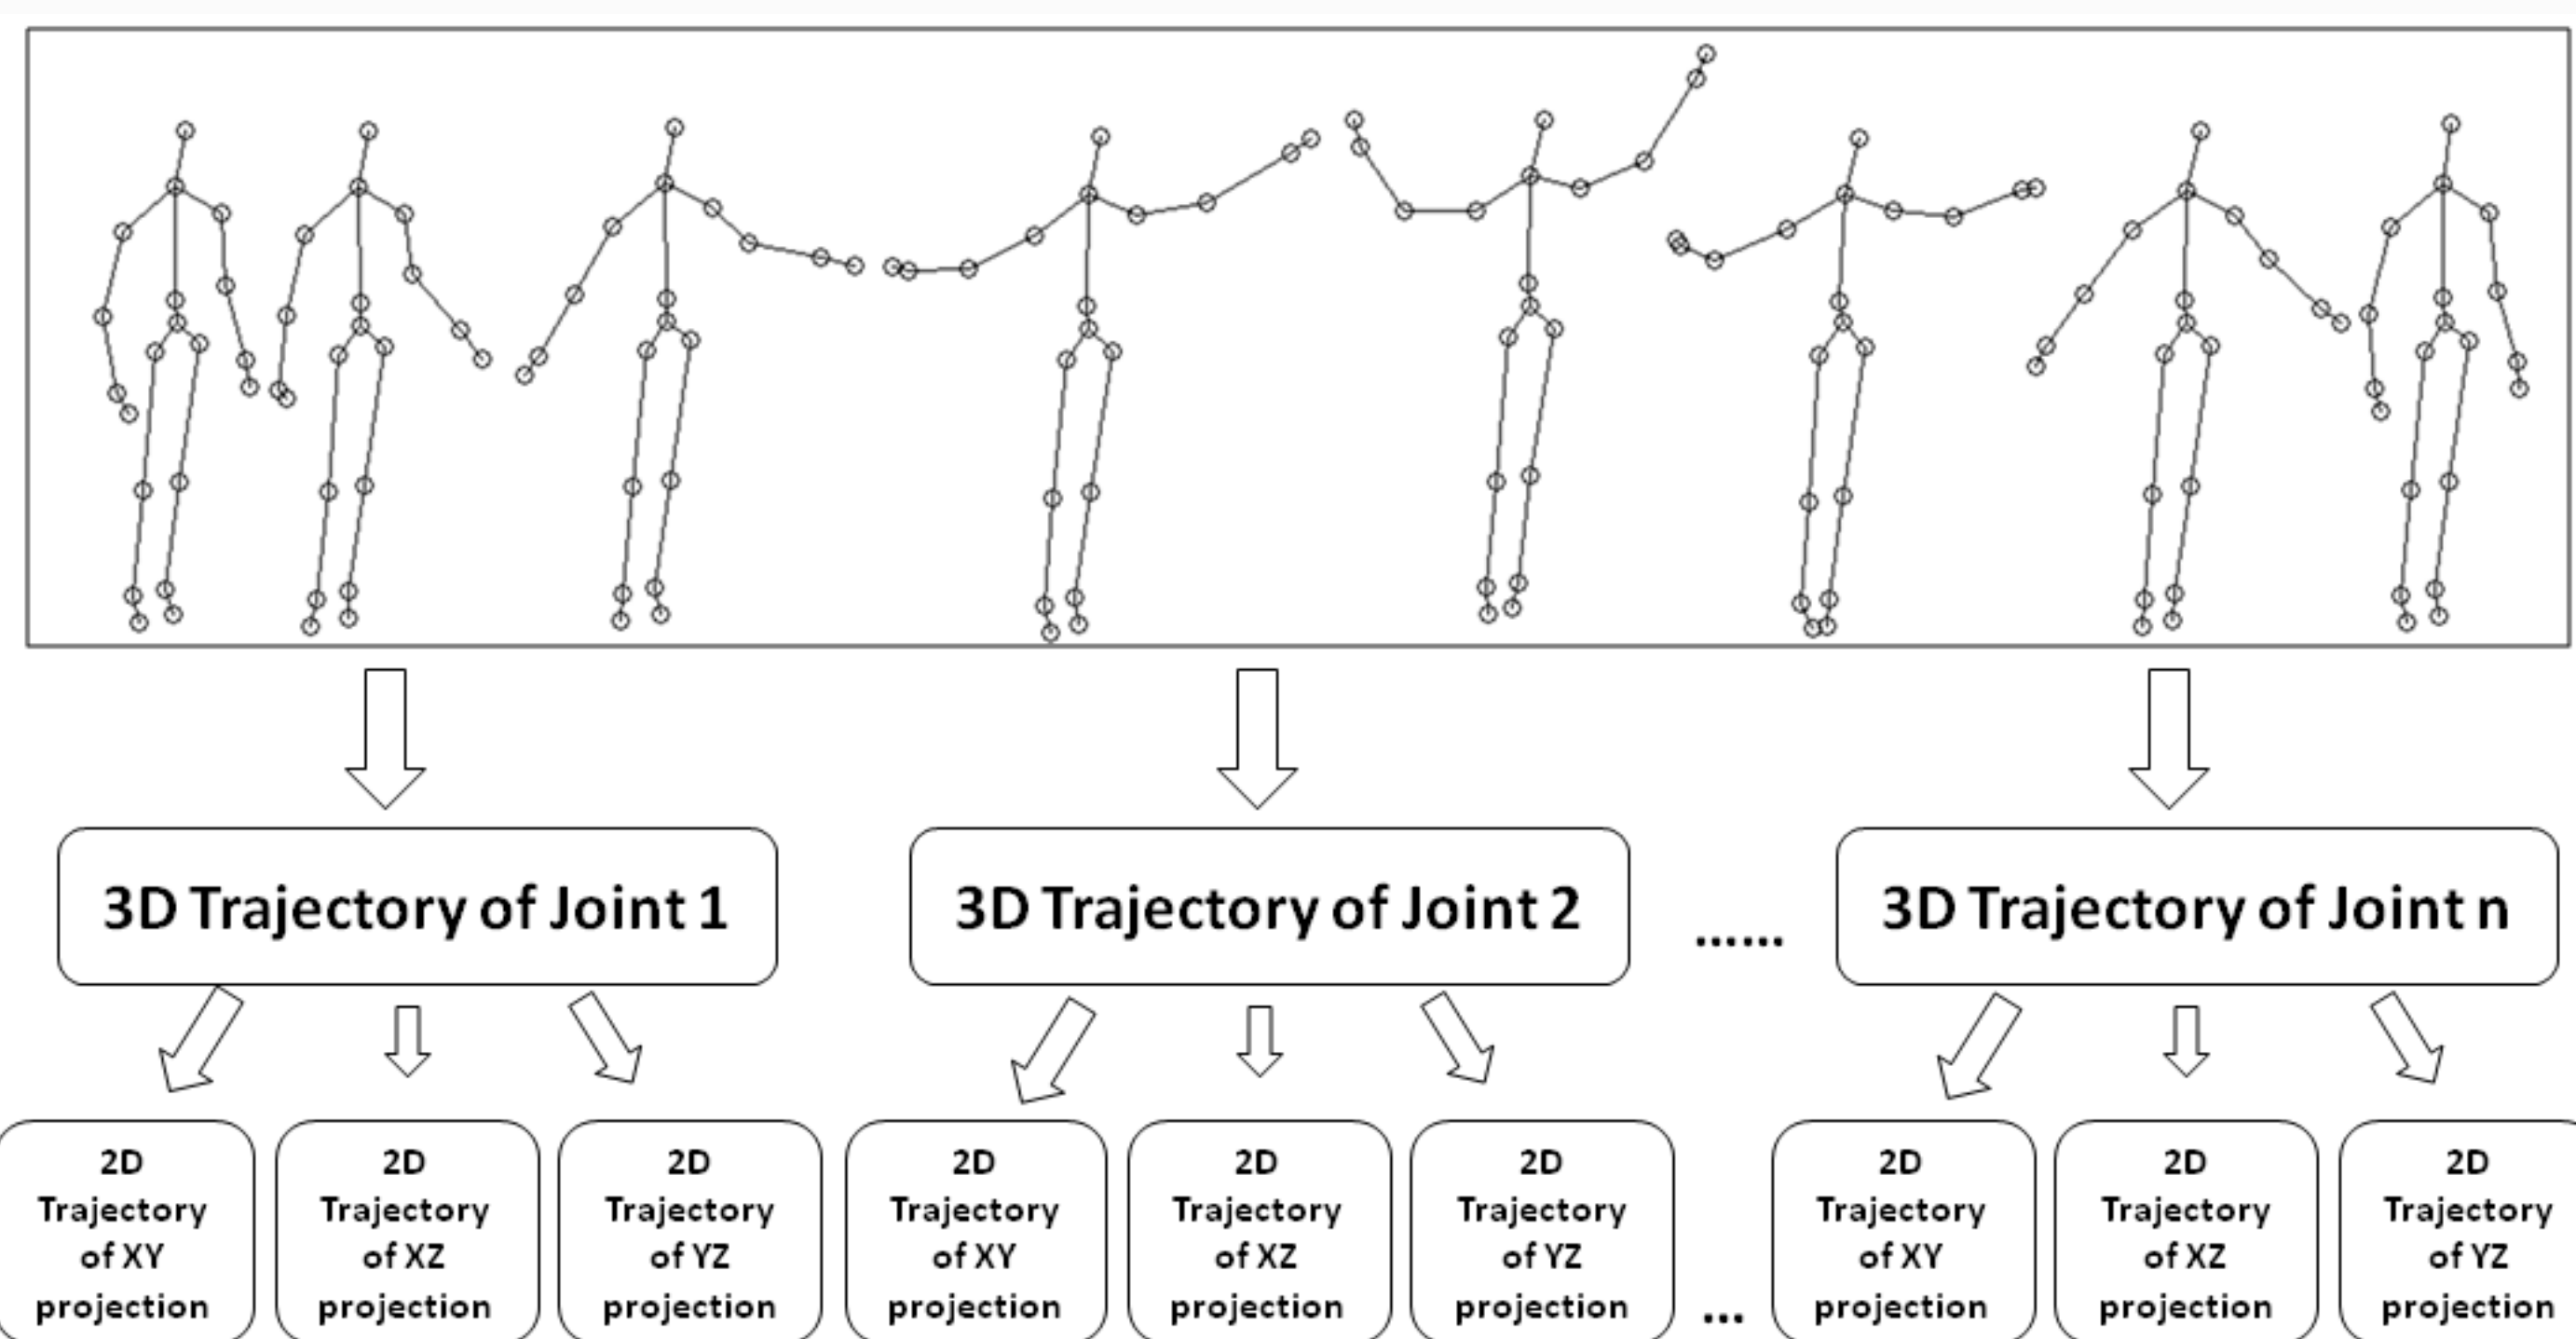 3D Trajectory of Joint 1
3D Trajectory of Joint 2
......
3D Trajectory of Joint n
2D
Trajectory
of XY
projection
2D
Trajectory
of XZ
projection
2D
Trajectory
of YZ
projection
2D
Trajectory
of XY
projection
2D
Trajectory
of XZ
projection
2D
Trajectory
of YZ
projection
...
2D
Trajectory
of XY
projection
2D
Trajectory
of XZ
projection
2D
Trajectory
of YZ
projection